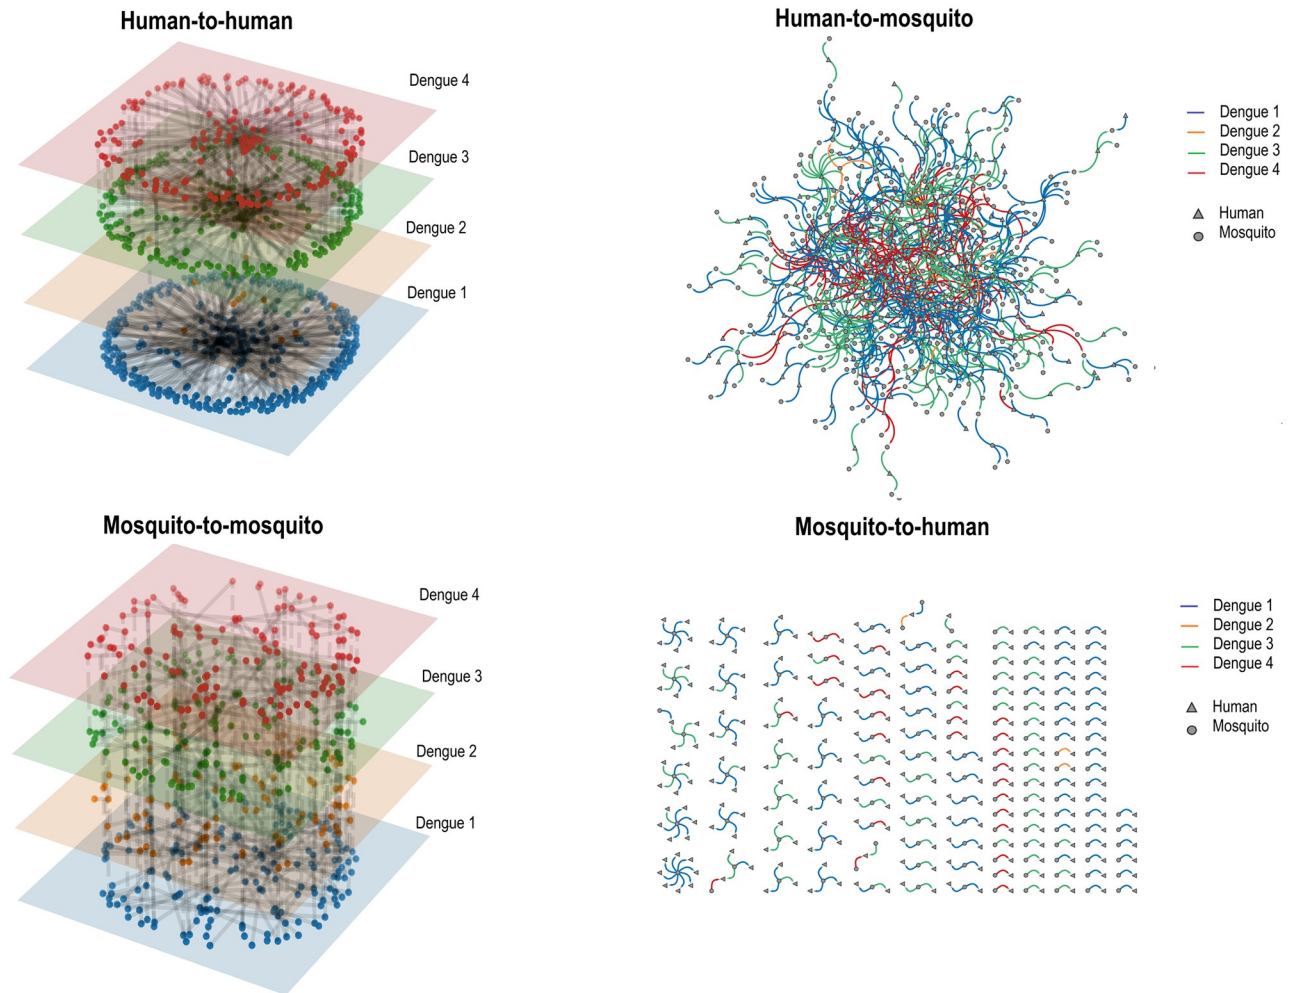 Human-to-human
Dengue 4
Dengue 3
Dengue 2
Dengue 1
Human-to-mosquito
Dengue 1
Dengue 2
Dengue 3
Dengue 4
Human
Mosquito
Mosquito-to-mosquito
Dengue 4
Dengue 3
Dengue 2
Dengue 1
Mosquito-to-human
Dengue 1
Dengue 2
Dengue 3
Dengue 4
Human
Mosquito